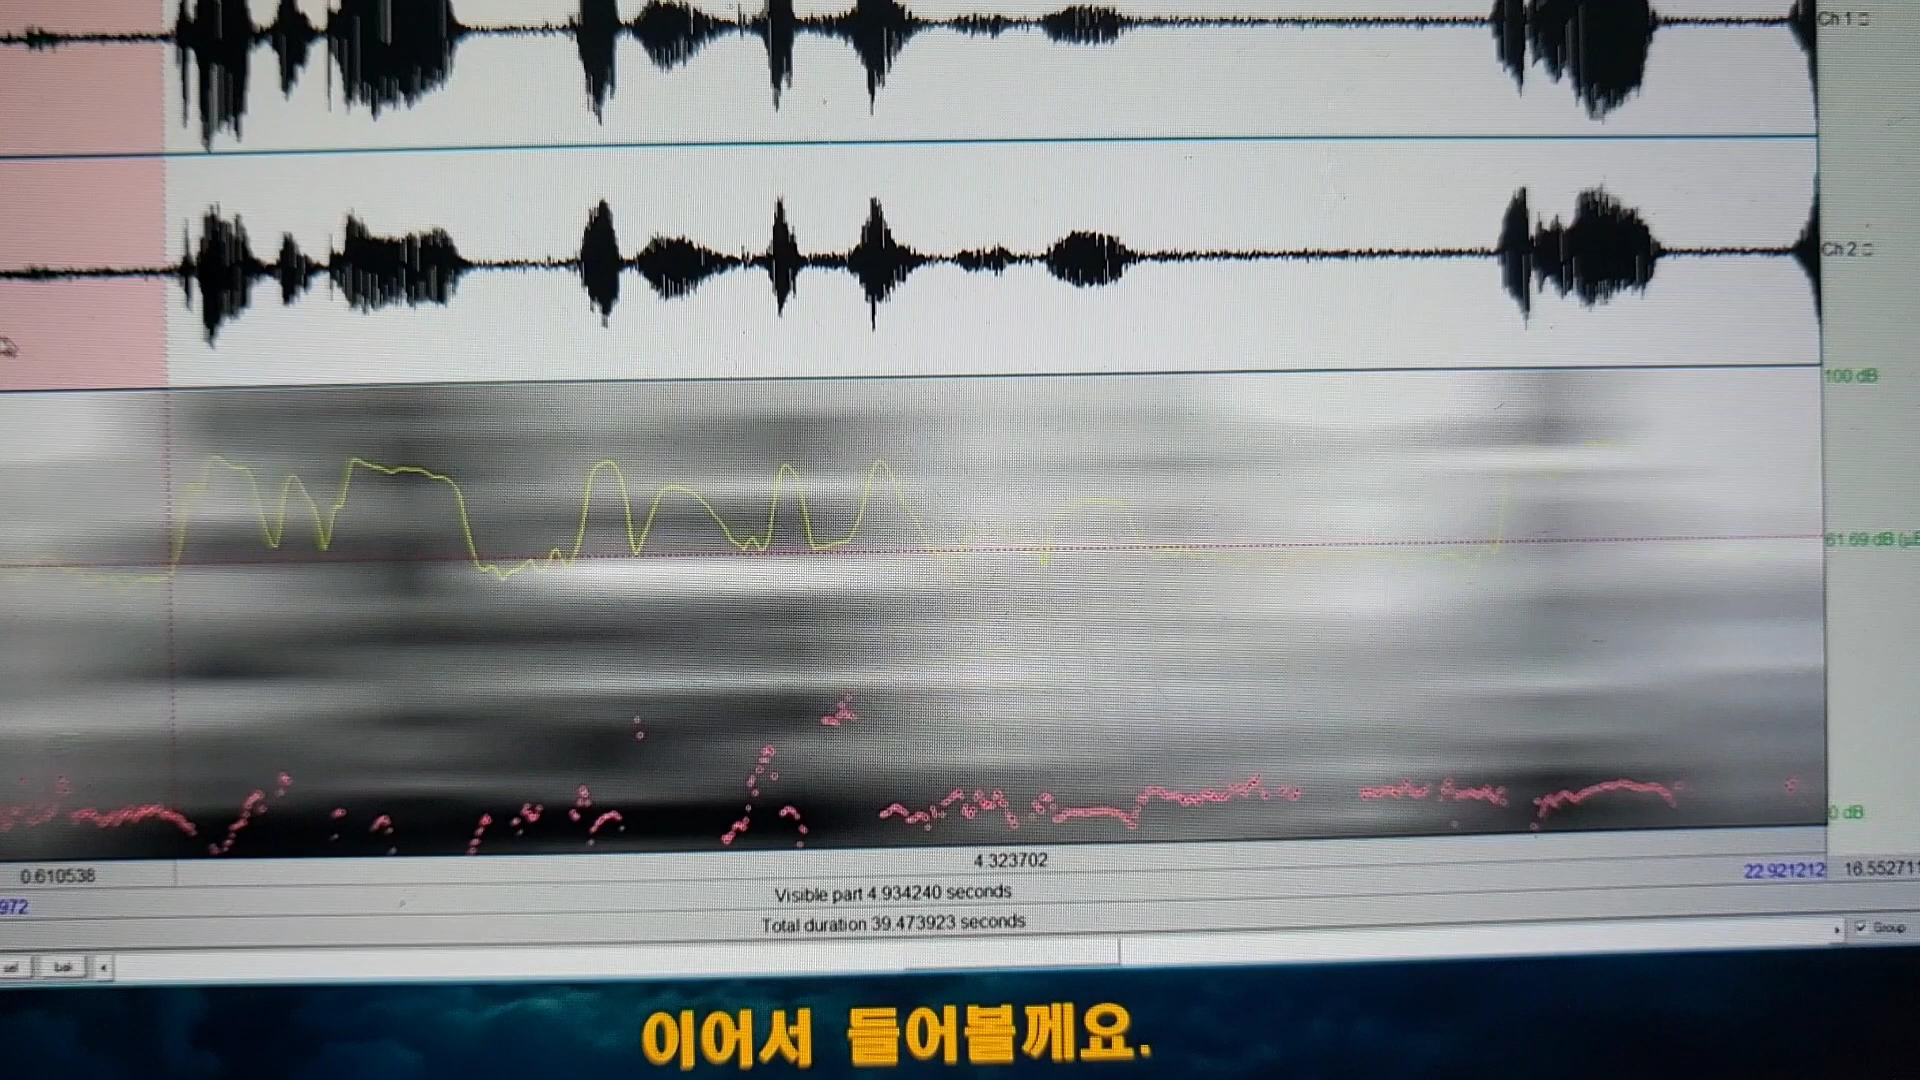 Ch 1
Ch 2
100 dB
61.69 dB
0 dB
0.610538
4.323702
972
22.921212
16.552711
Visible part 4.934240 seconds
Total duration 39.473923 seconds
sel
bak
Group
이어서 들어볼께요.